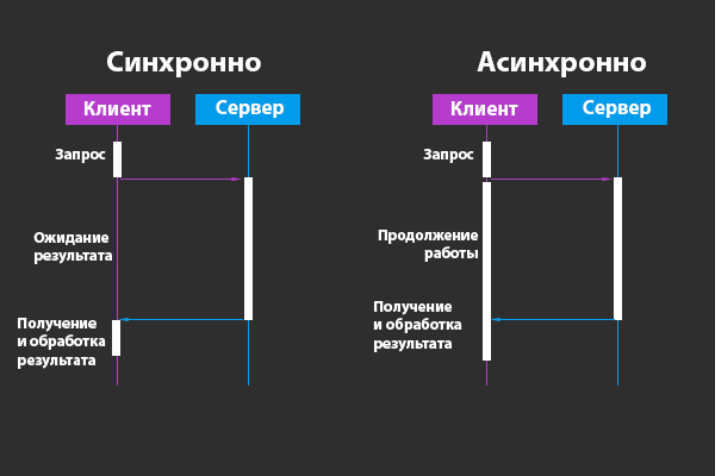 Синхронно
Клиент
Сервер
Запрос
Ожидание
результата
Получение
и обработка
результата
Асинхронно
Клиент
Сервер
Запрос
Продолжение
работы
Получение
и обработка
результата